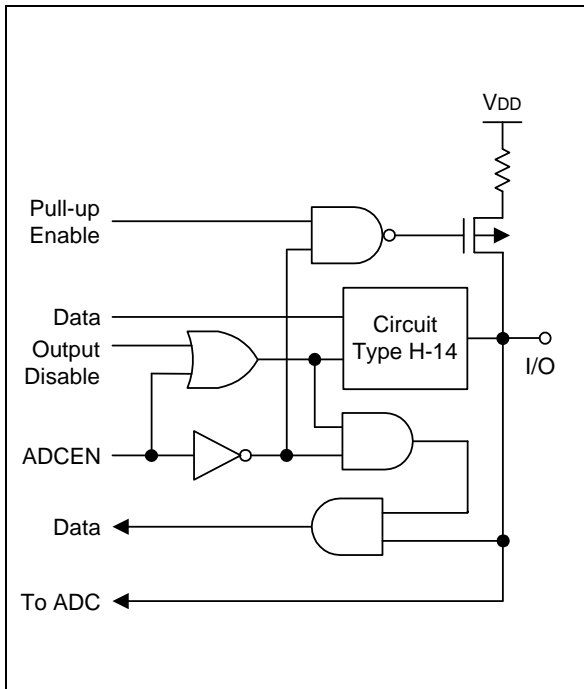 VDD
Pull-up
Enable
Data
Output
Disable
Circuit
Type H-14
I/O
ADCEN
Data
To ADC